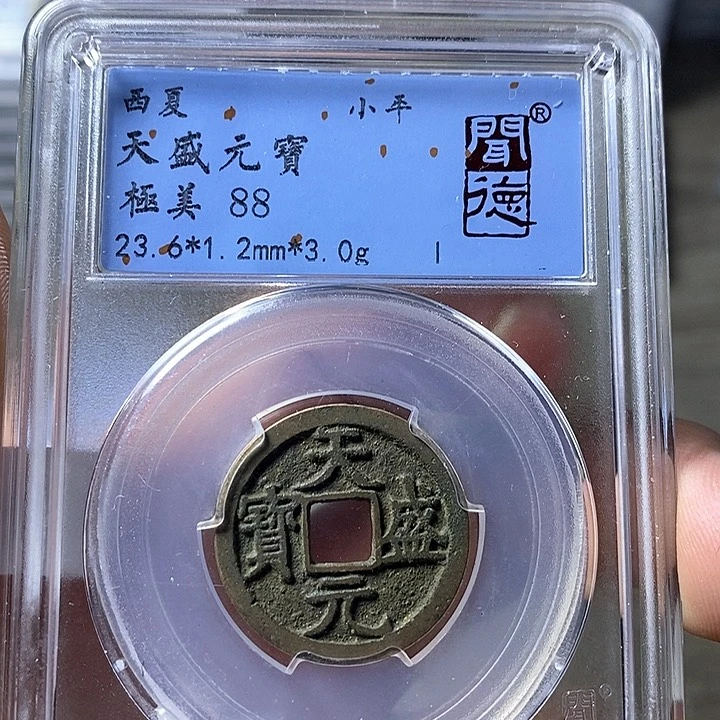 西夏 小平
天盛元寶
極美 88
23.6*1.2mm*3.0g
聞德®
天盛元寶
聞